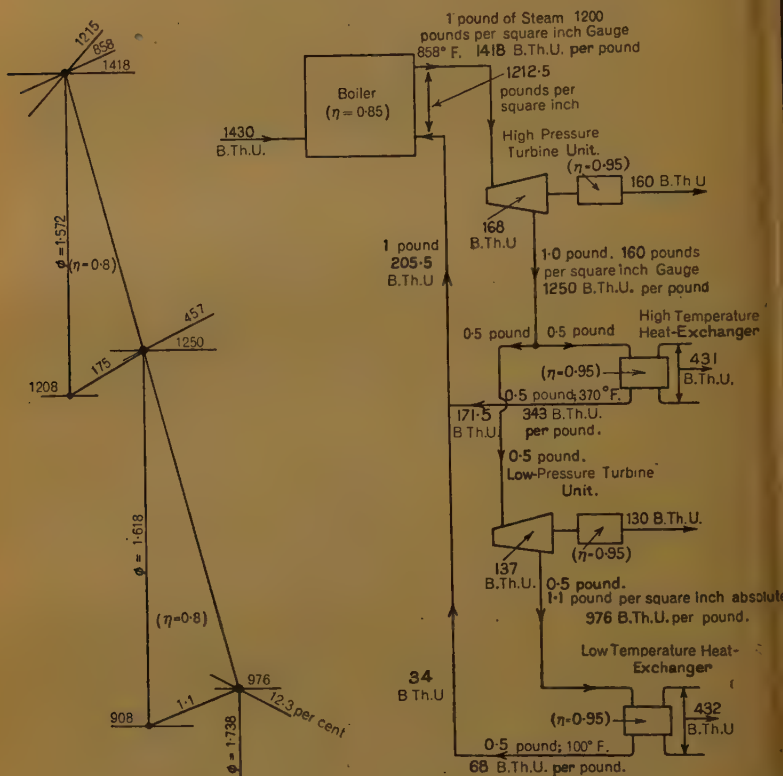 1215
858
1418
ϕ = 1·572
(η=0·8)
457
1250
175
1208
ϕ = 1·618
(η=0·8)
976
12·3 per cent
1·1
908
ϕ = 1·738
1 pound of Steam 1200
pounds per square inch Gauge
858° F. 1418 B.Th.U. per pound
Boiler
(η = 0·85)
1212·5
pounds per
square inch
1430
B.Th.U.
High Pressure
Turbine Unit.
(η=0·95)
160 B.Th.U
168
B.Th.U
1 pound
205·5
B.Th.U
1·0 pound. 160 pounds
per square Inch Gauge
1250 B.Th.U. per pound
0·5 pound
0·5 pound
High Temperature
Heat-Exchanger
(η=0·95)
431
B.Th.U.
0·5 pound; 370° F.
171·5
B.Th.U.
343 B.Th.U.
per pound.
0·5 pound.
Low-Pressure Turbine
Unit.
130 B.Th.U.
(η=0·95)
137
B.Th.U.
0·5 pound.
1·1 pound per square inch absolute
976 B.Th.U. per pound.
Low Temperature Heat-
Exchanger
34
B Th.U
(η=0·95)
432
B.Th.U
0·5 pound; 100° F.
68 B.Th.U. per pound.